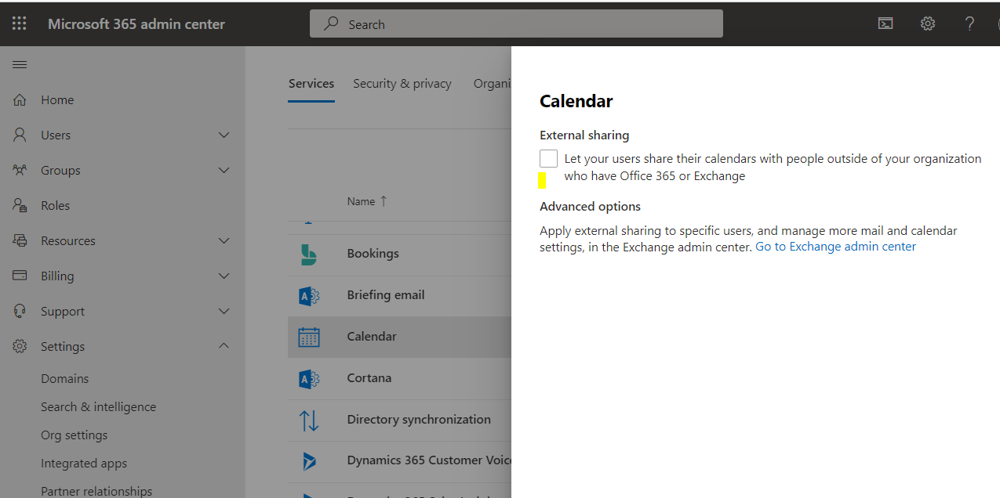 Microsoft 365 admin center
Search
?
Home
Users
Groups
Roles
Resources
Billing
Support
Settings
Domains
Search & intelligence
Org settings
Integrated apps
Partner relationships
Services Security & privacy Organi
Name ↑
Bookings
Briefing email
Calendar
Cortana
Directory synchronization
Dynamics 365 Customer Voice
Calendar
External sharing
Let your users share their calendars with people outside of your organization
who have Office 365 or Exchange
Advanced options
Apply external sharing to specific users, and manage more mail and calendar
settings, in the Exchange admin center. Go to Exchange admin center